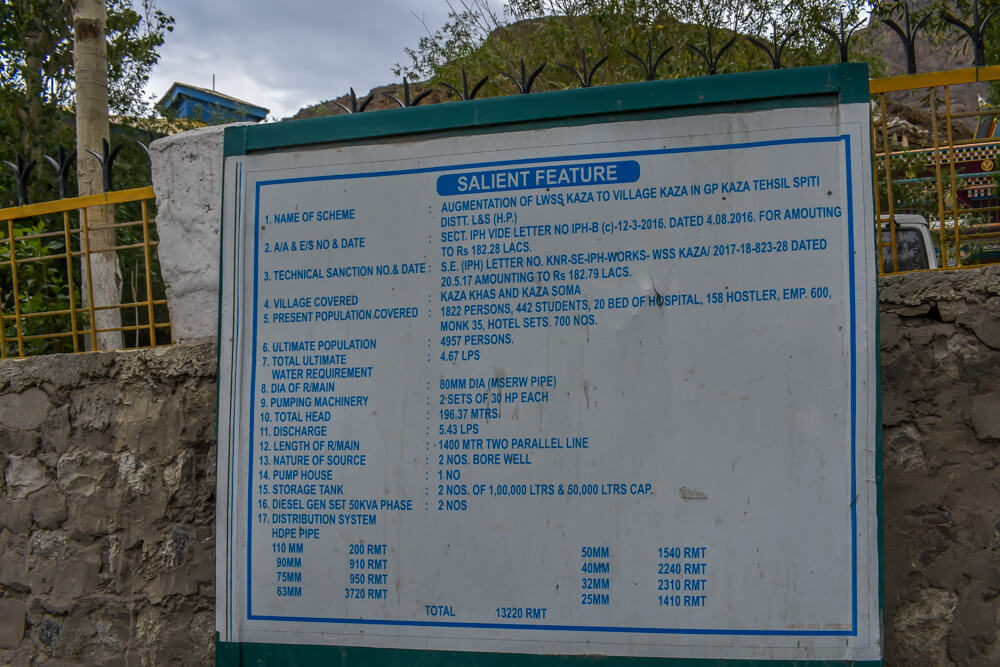 SALIENT FEATURE
1. NAME OF SCHEME : AUGMENTATION OF LWSS KAZA TO VILLAGE KAZA IN GP KAZA TEHSIL SPITI
DISTT. L&S (H.P.)
2. A/A & E/S NO & DATE : SECT. IPH VIDE LETTER NO IPH-B (c)-12-3-2016. DATED 4.08.2016. FOR AMOUTING
TO Rs 182.28 LACS.
3. TECHNICAL SANCTION NO.& DATE : S.E. (IPH) LETTER NO. KNR-SE-IPH-WORKS- WSS KAZA/ 2017-18-823-28 DATED
20.5.17 AMOUNTING TO Rs 182.79 LACS.
4. VILLAGE COVERED : KAZA KHAS AND KAZA SOMA
5. PRESENT POPULATION.COVERED : 1822 PERSONS, 442 STUDENTS, 20 BED OF HOSPITAL, 158 HOSTLER, EMP. 600,
MONK 35, HOTEL SETS. 700 NOS.
6. ULTIMATE POPULATION : 4957 PERSONS.
7. TOTAL ULTIMATE : 4.67 LPS
WATER REQUIREMENT
8. DIA OF R/MAIN : 80MM DIA (MSERW PIPE)
9. PUMPING MACHINERY : 2 SETS OF 30 HP EACH
10. TOTAL HEAD : 196.37 MTRS.
11. DISCHARGE : 5.43 LPS
12. LENGTH OF R/MAIN : 1400 MTR TWO PARALLEL LINE
13. NATURE OF SOURCE : 2 NOS. BORE WELL
14. PUMP HOUSE : 1 NO
15. STORAGE TANK : 2 NOS. OF 1,00,000 LTRS & 50,000 LTRS CAP.
16. DIESEL GEN SET 50KVA PHASE : 2 NOS
17. DISTRIBUTION SYSTEM
HDPE PIPE
110 MM 200 RMT 50MM 1540 RMT
90MM 910 RMT 40MM 2240 RMT
75MM 950 RMT 32MM 2310 RMT
63MM 3720 RMT 25MM 1410 RMT
TOTAL 13220 RMT